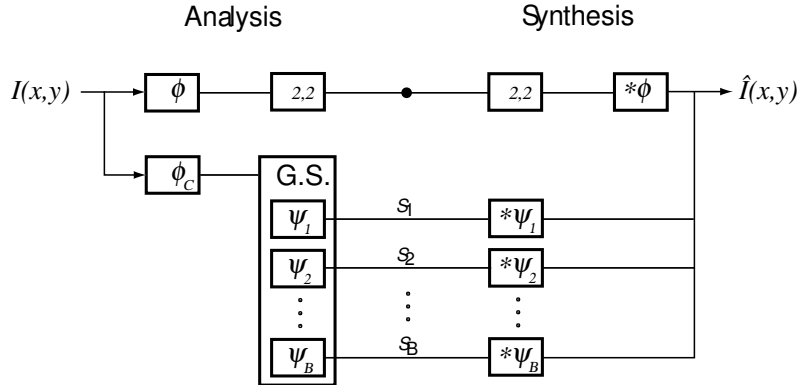 Analysis Synthesis
I(x,y) ϕ 2,2 2,2 *ϕ Î(x,y)
ϕ_C G.S.
ψ_1 S_1 *ψ_1
ψ_2 S_2 *ψ_2
ψ_B S_B *ψ_B